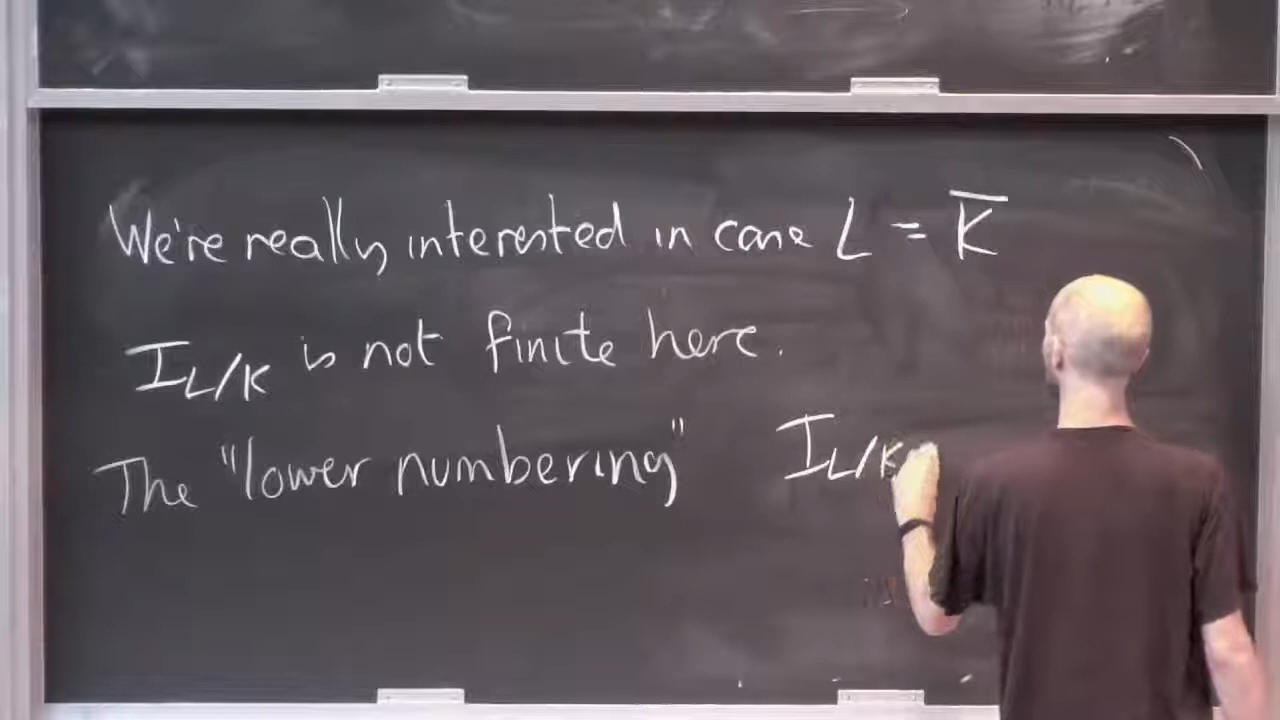 We're really interested in case L = K̅
I_{L/K} is not finite here.
The "lower numbering" I_{L/K}